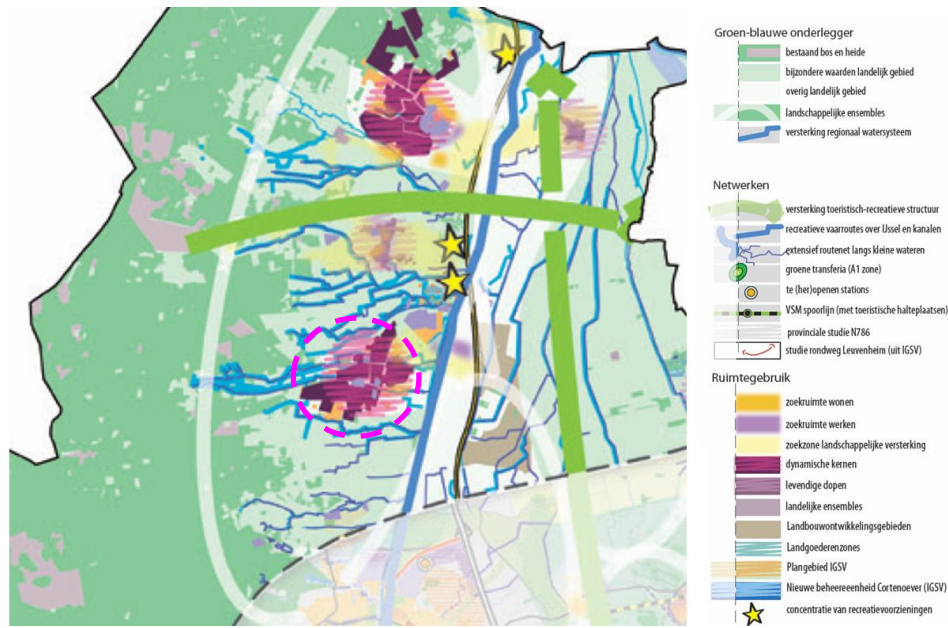 Groen-blauwe onderlegger
bestaand bos en heide
bijzondere waarden landelijk gebied
overig landelijk gebied
landschappelijke ensembles
versterking regionaal watersysteem
Netwerken
versterking toeristisch-recreatieve structuur
recreatieve vaarroutes over IJssel en kanalen
extensief routenet langs kleine wateren
groene transferia (A1 zone)
te (her)openen stations
VSM spoorlijn (met toeristische halteplaatsen)
provinciale studie N786
studie rondweg Leuvenheim (uit IGSV)
Ruimtegebruik
zoekruimte wonen
zoekruimte werken
zoekzone landschappelijke versterking
dynamische kernen
levendige dopen
landelijke ensembles
Landbouwontwikkelingsgebieden
Landgoederenzones
Plangebied IGSV
Nieuwe beheereeenheid Cortenoever (IGSV)
concentratie van recreatievoorzieningen